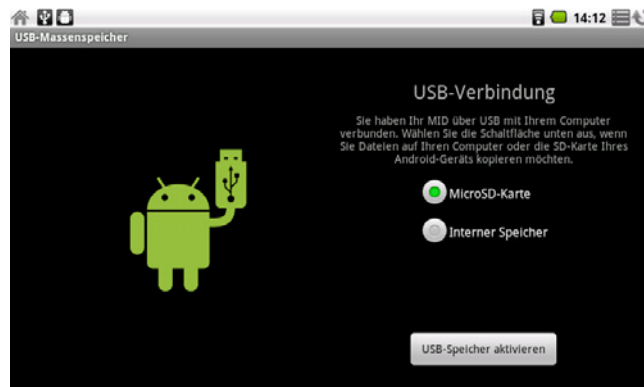 14:12
USB-Massenspeicher
USB-Verbindung
Sie haben Ihr MID über USB mit Ihrem Computer
verbunden. Wählen Sie die Schaltfläche unten aus, wenn
Sie Dateien auf Ihren Computer oder die SD-Karte Ihres
Android-Geräts kopieren möchten.
MicroSD-Karte
Interner Speicher
USB-Speicher aktivieren